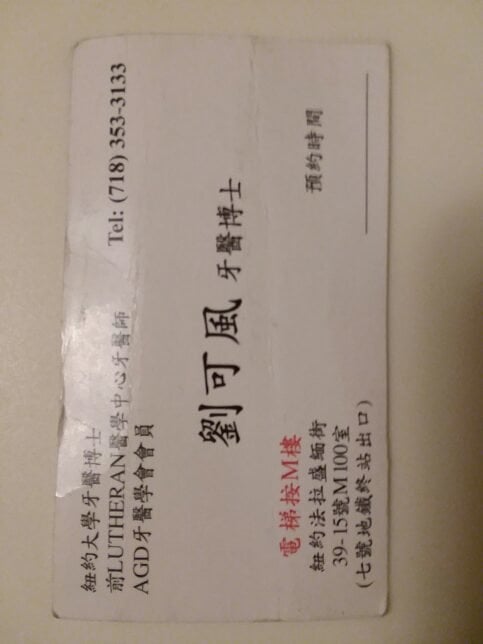 紐約大學牙醫博士
前LUTHERAN醫學中心牙醫師
AGD牙醫學會會員
Tel: (718) 353-3133
劉可風 牙醫博士
電梯按M樓
紐約法拉盛緬街
39-15號M100室
(七號地鐵終站出口)
預約時間